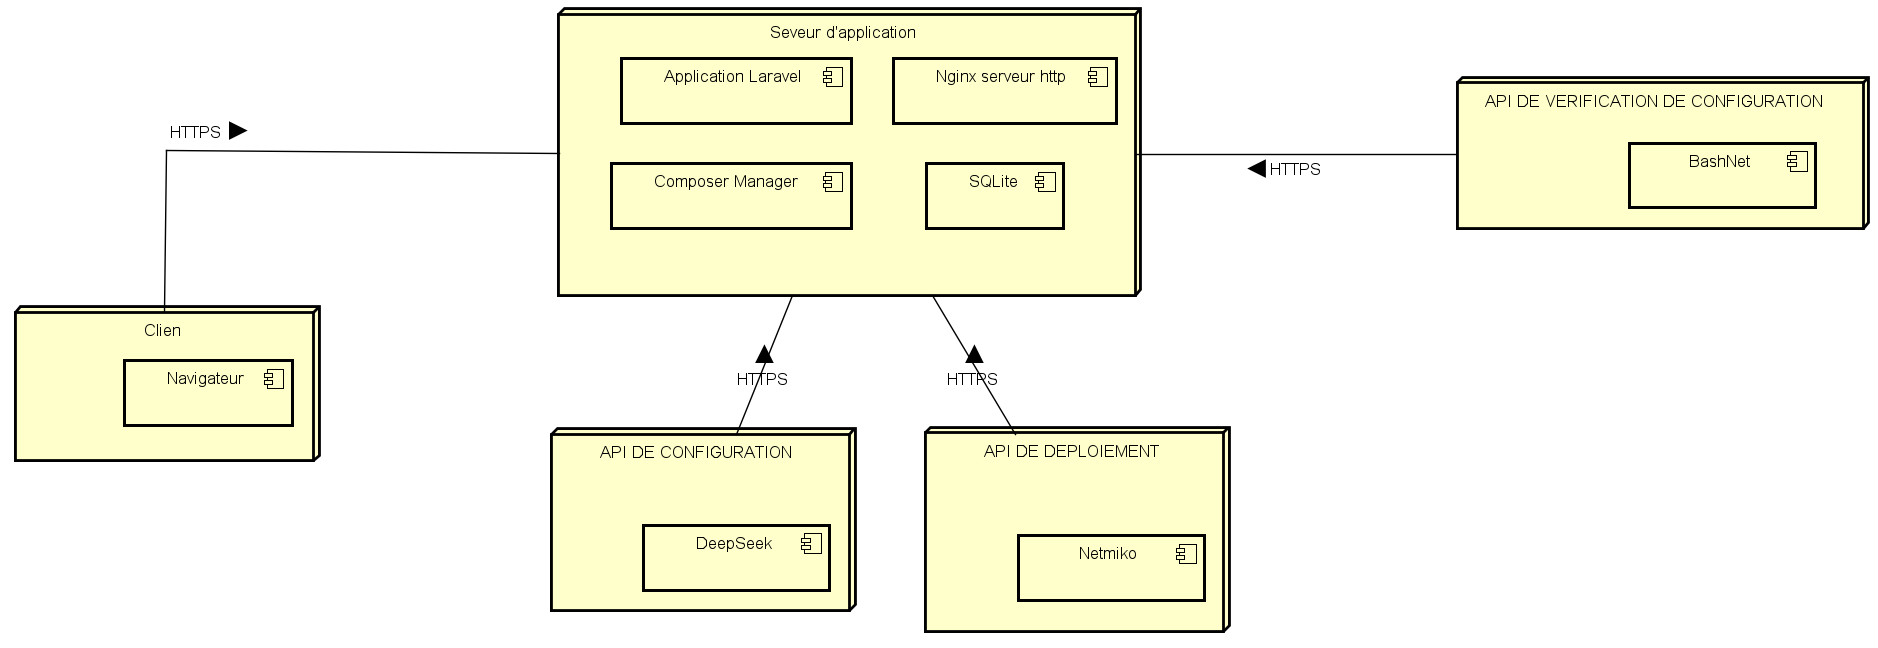 Seveur d'application
Application Laravel
Nginx serveur http
Composer Manager
SQLite
API DE VERIFICATION DE CONFIGURATION
BashNet
HTTPS
HTTPS
Clien
Navigateur
HTTPS
HTTPS
API DE CONFIGURATION
DeepSeek
API DE DEPLOIEMENT
Netmiko